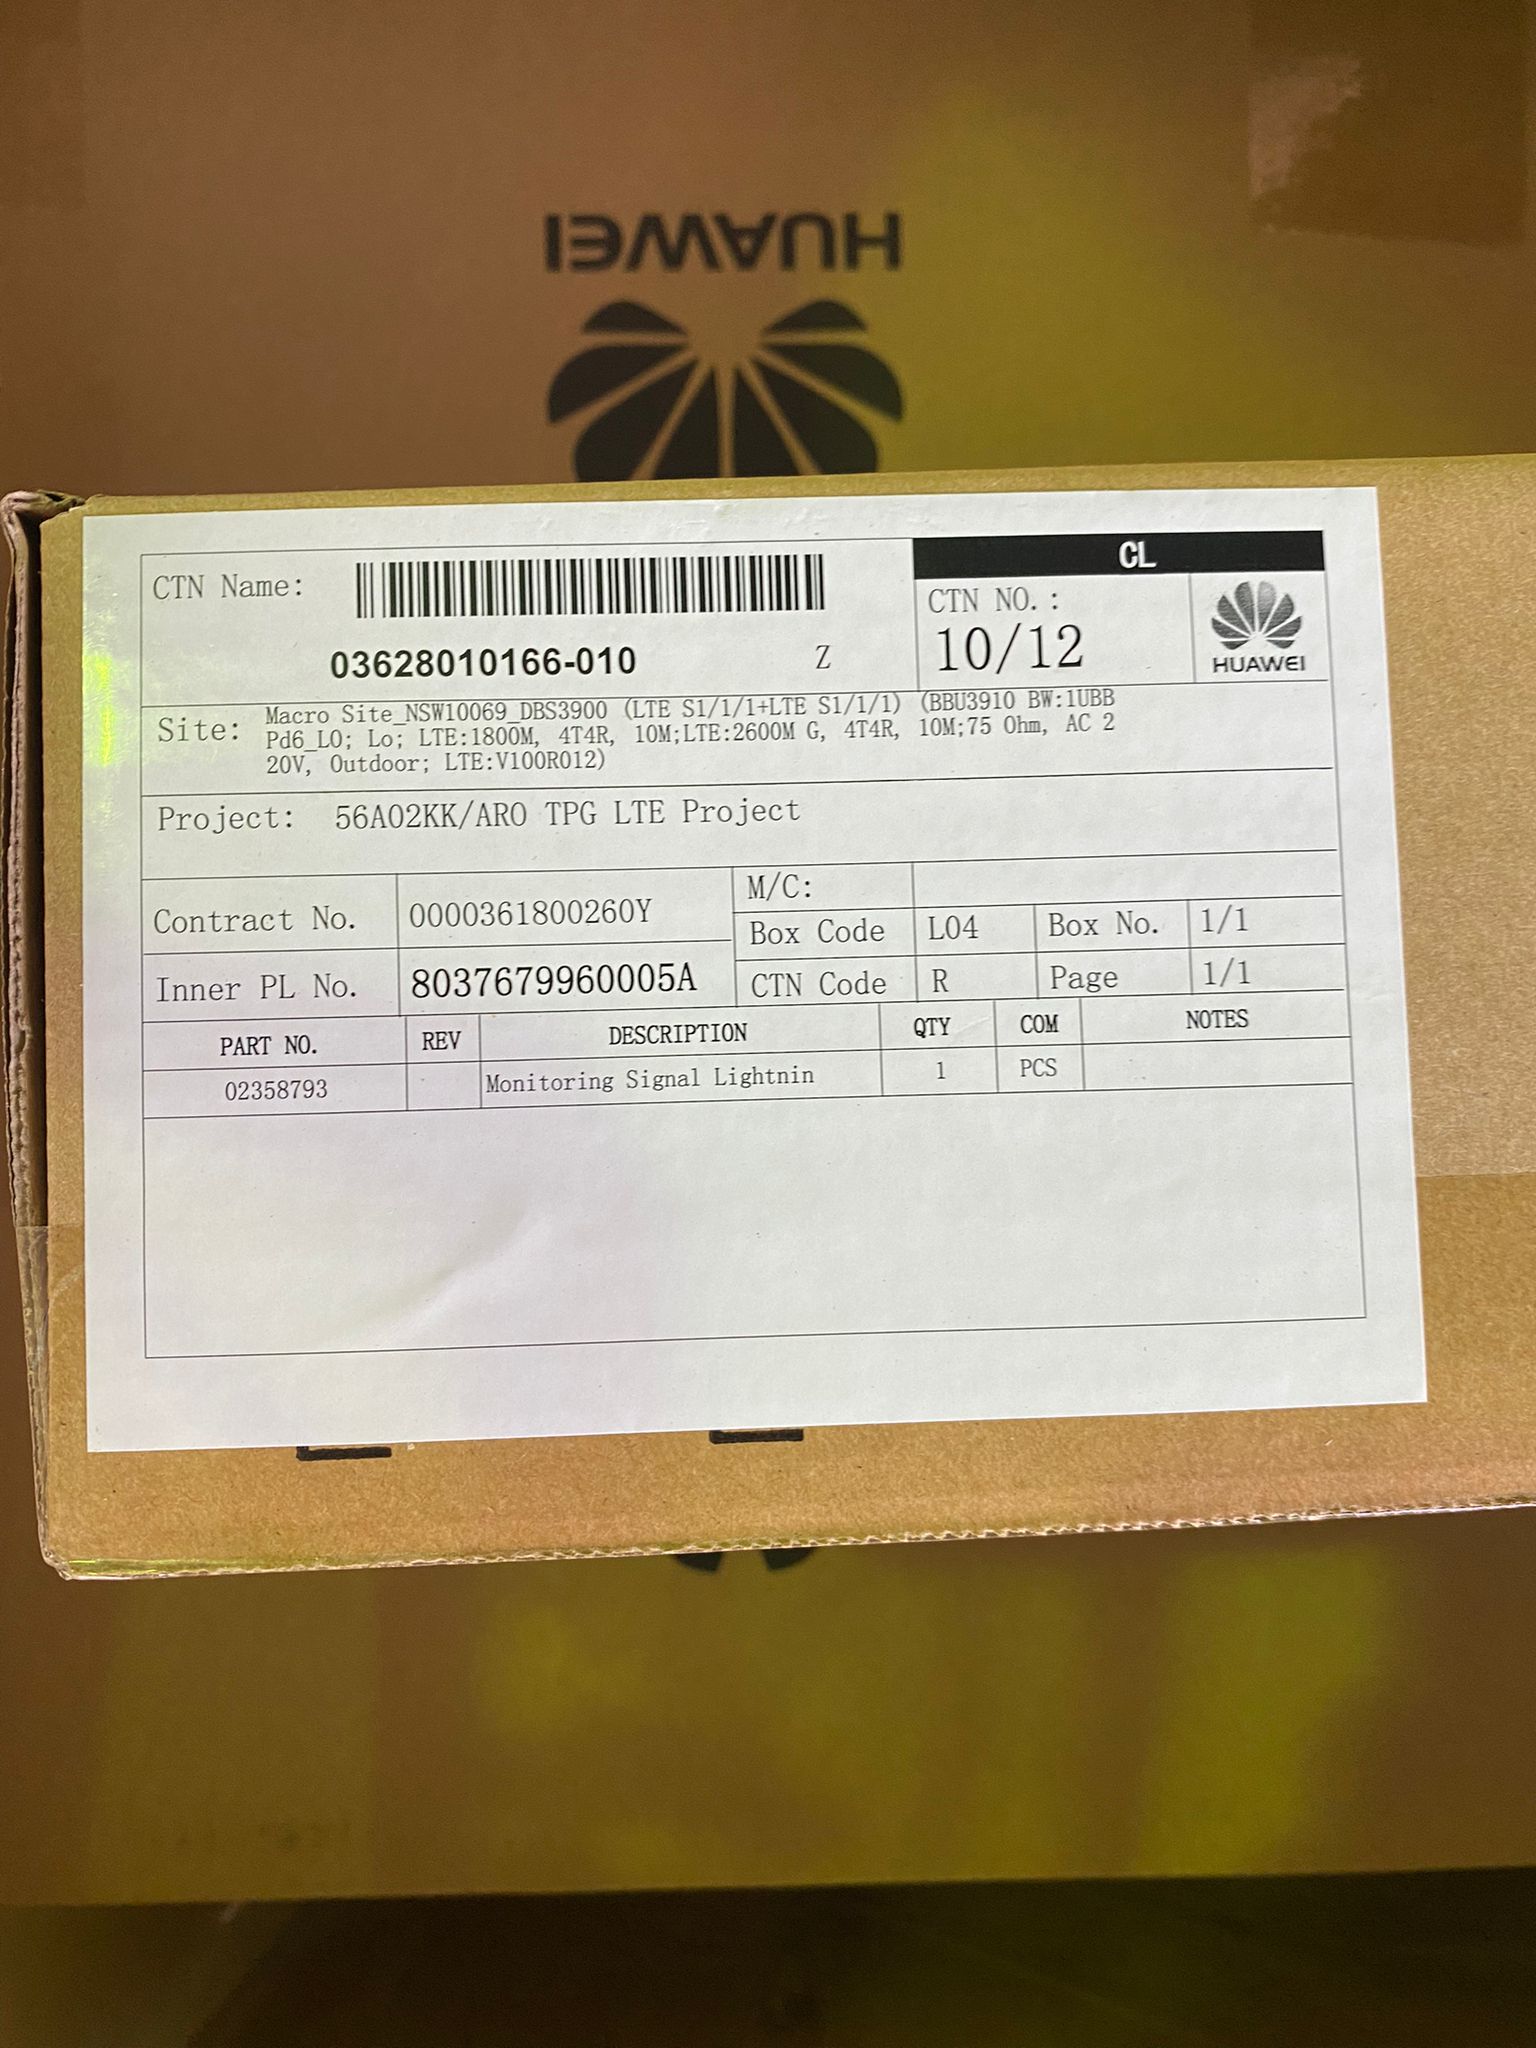 HUAWEI
CL
CTN Name:
CTN NO.:
10/12
HUAWEI
03628010166-010
Z
Site: Macro Site_NSW10069_DBS3900 (LTE S1/1/1+LTE S1/1/1) (BBU3910 BW:1UBB
Pd6_L0; Lo; LTE:1800M, 4T4R, 10M;LTE:2600M G, 4T4R, 10M;75 Ohm, AC 2
20V, Outdoor; LTE:V100R012)
Project: 56A02KK/ARO TPG LTE Project
Contract No. 0000361800260Y
M/C:
Box Code L04 Box No. 1/1
Inner PL No. 8037679960005A
CTN Code R Page 1/1
PART NO. REV DESCRIPTION QTY COM NOTES
02358793 Monitoring Signal Lightnin 1 PCS